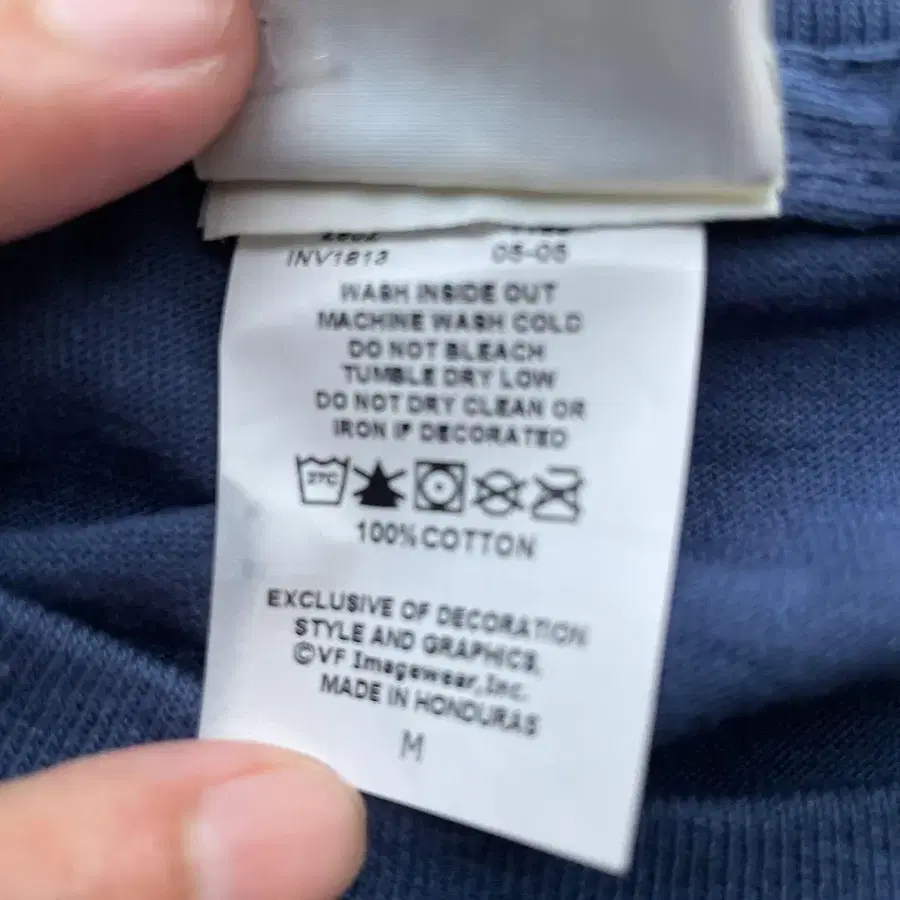 INV1813 05-05
WASH INSIDE OUT
MACHINE WASH COLD
DO NOT BLEACH
TUMBLE DRY LOW
DO NOT DRY CLEAN OR
IRON IF DECORATED
27C
100% COTTON
EXCLUSIVE OF DECORATION
STYLE AND GRAPHICS.
©VF Imagewear, Inc.
MADE IN HONDURAS
M